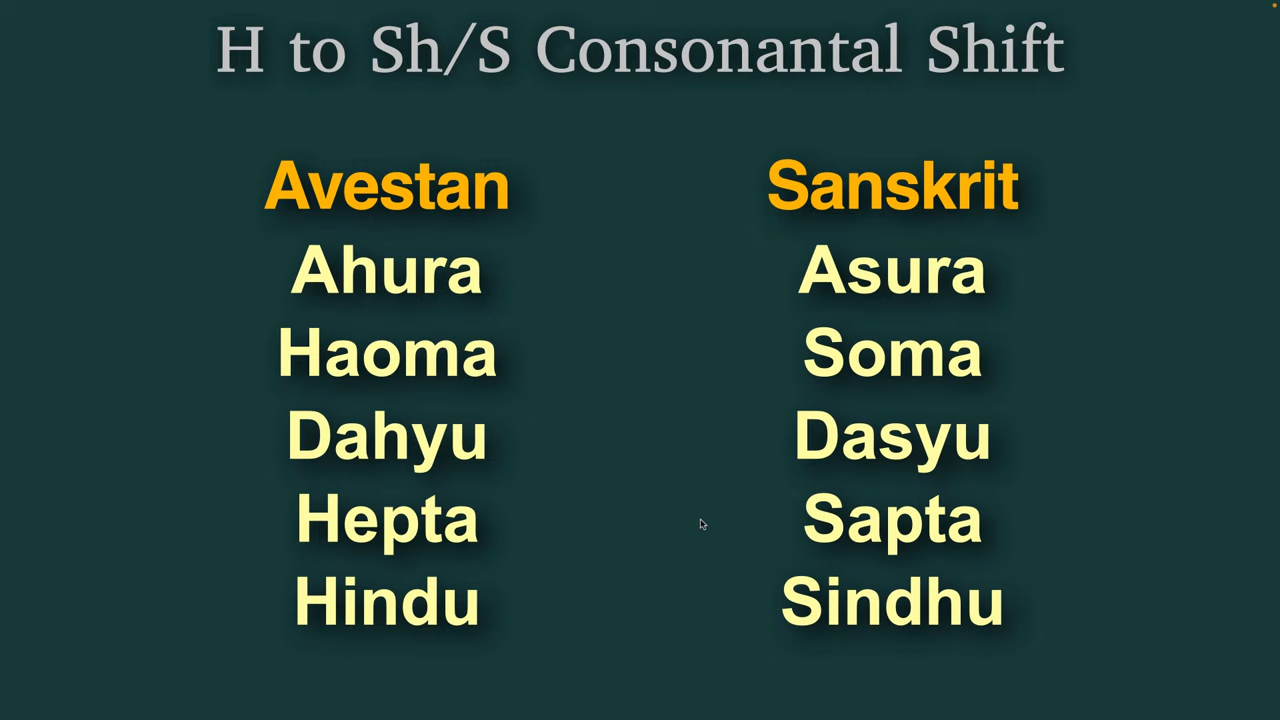 H to Sh/S Consonantal Shift
Avestan Sanskrit
Ahura Asura
Haoma Soma
Dahyu Dasyu
Hepta Sapta
Hindu Sindhu